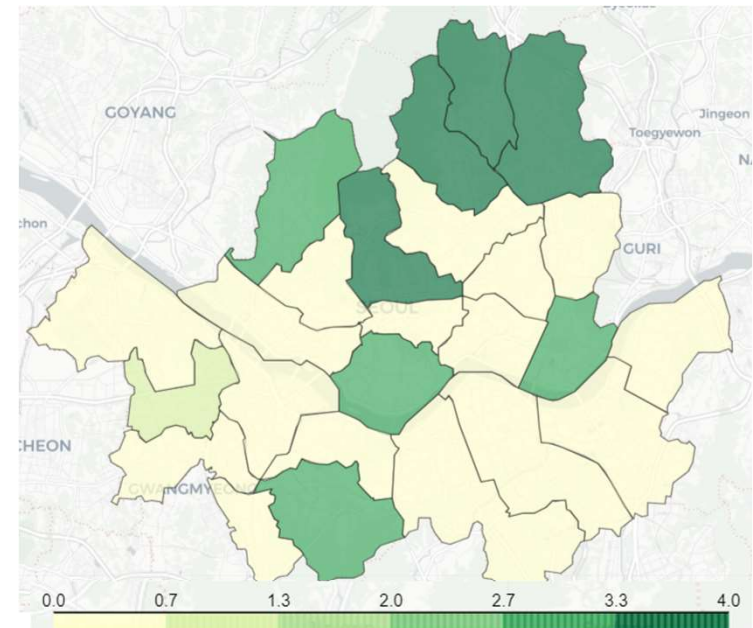 GOYANG
Jingeon
Toegyewon
chon
GURI
SEOUL
CHEON
GWANGMYEONG
0.0 0.7 1.3 2.0 2.7 3.3 4.0